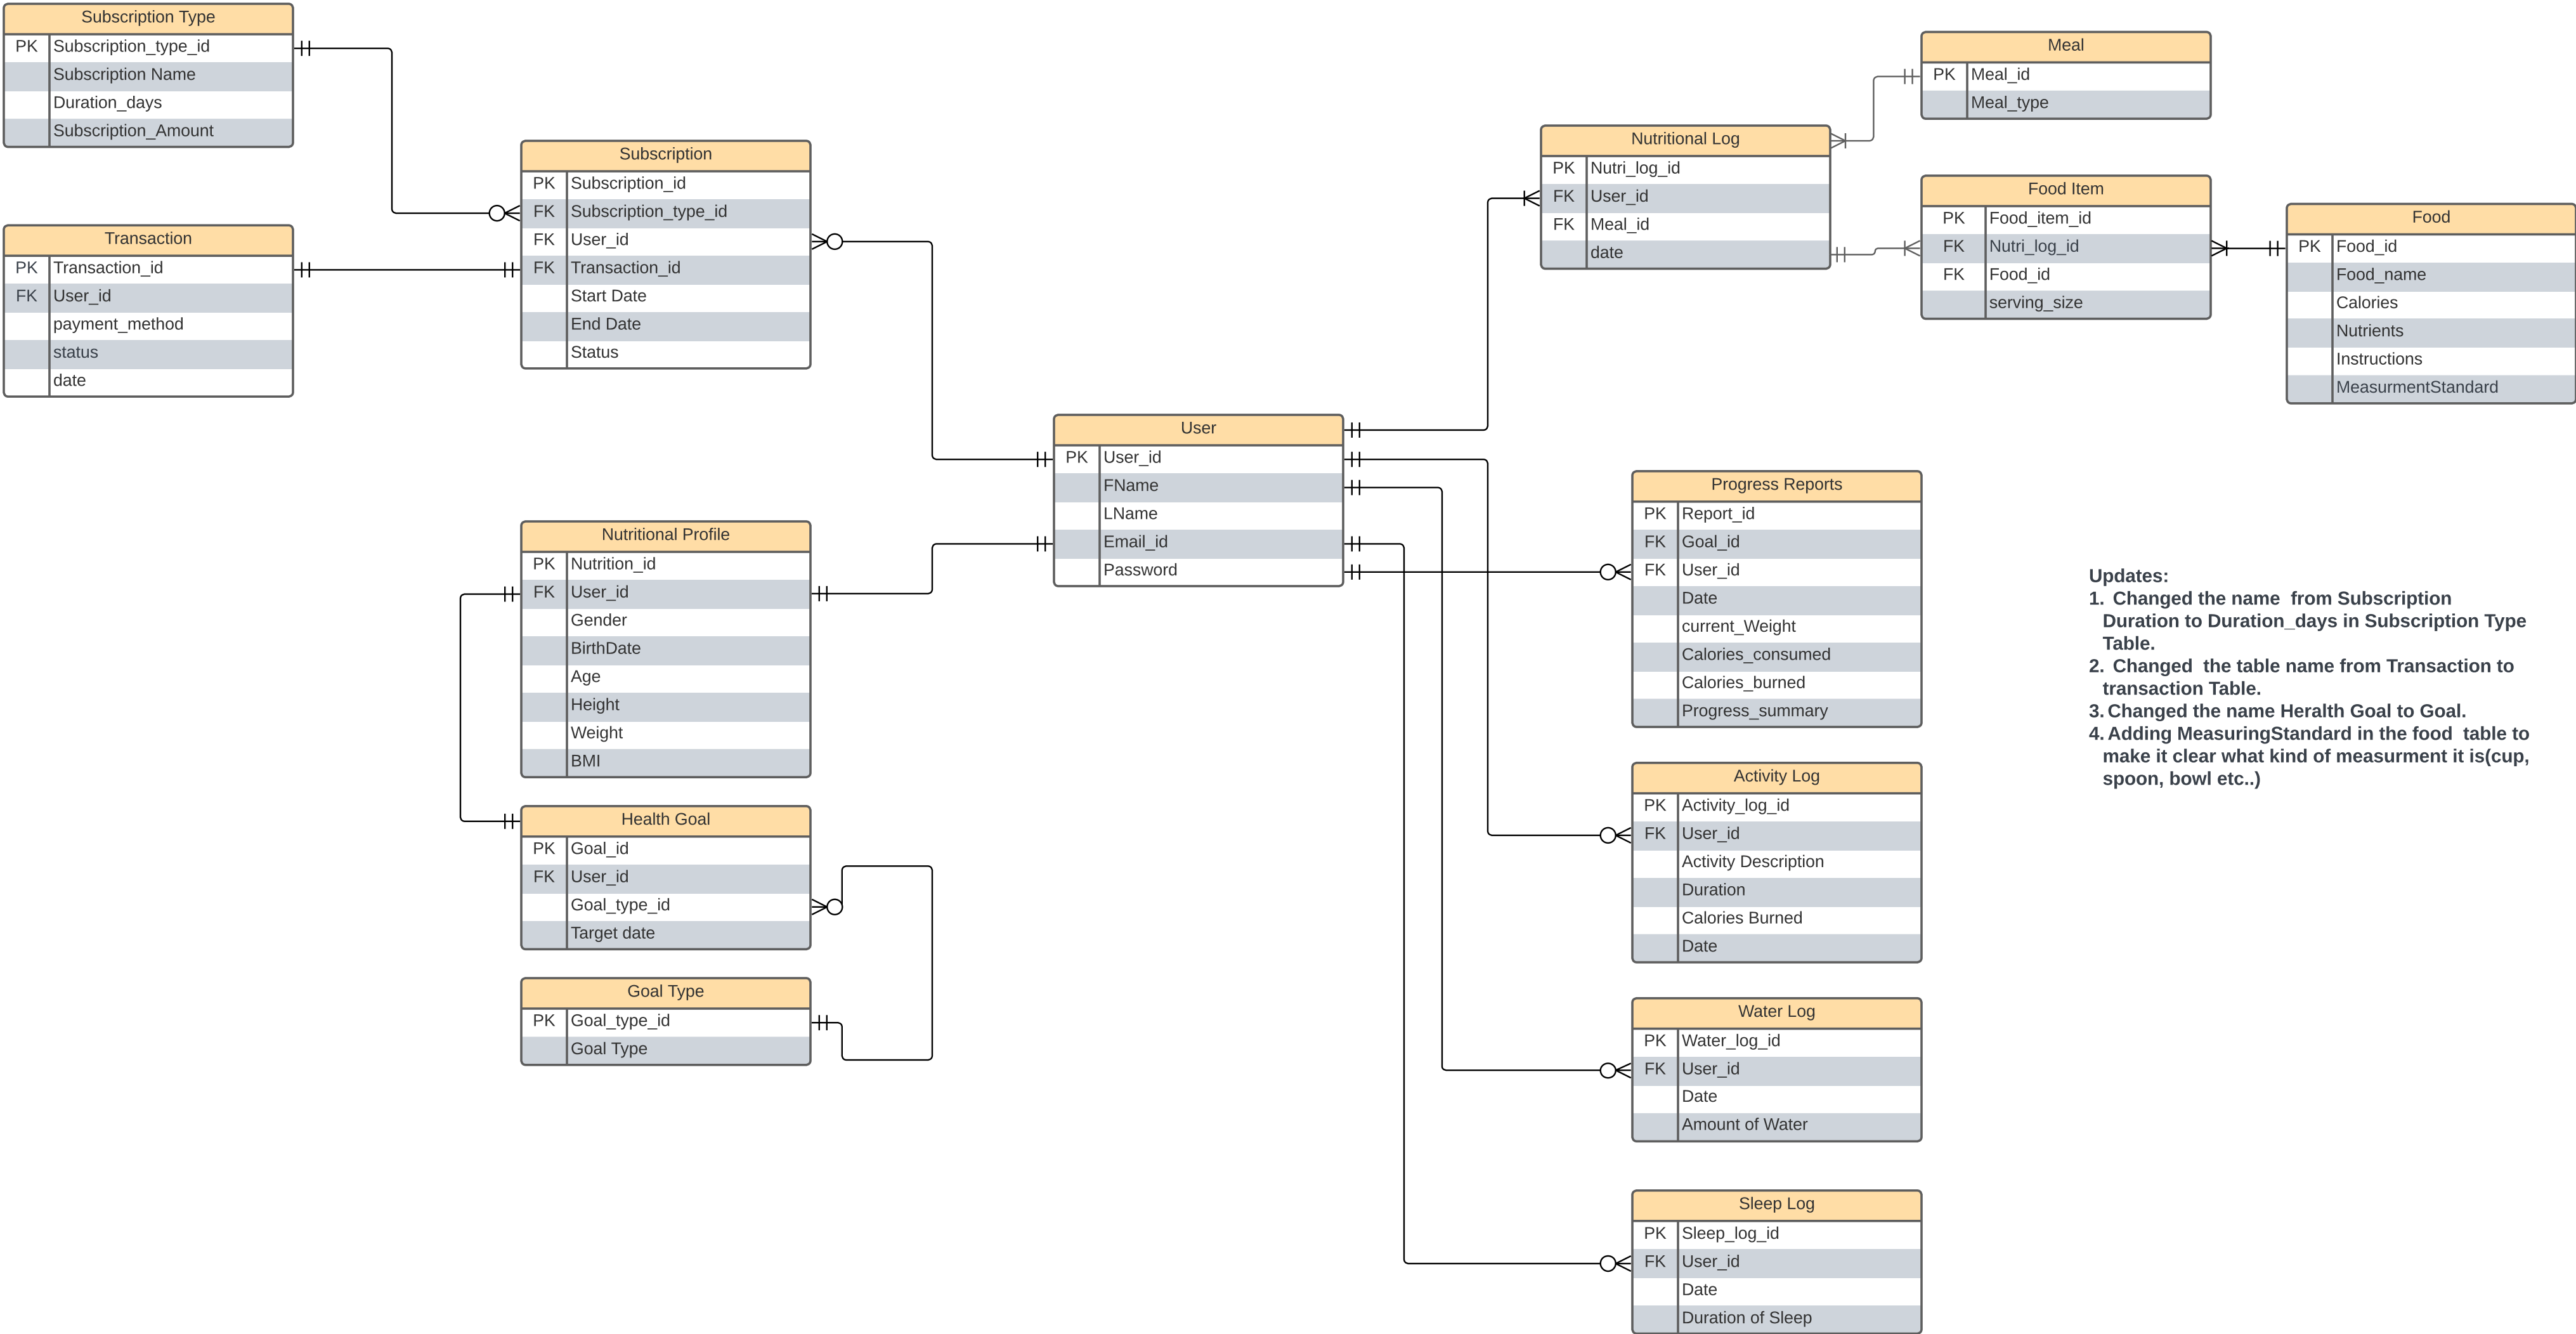 Subscription Type
PK Subscription_type_id
Subscription Name
Duration_days
Subscription_Amount
Transaction
PK Transaction_id
FK User_id
payment_method
status
date
Subscription
PK Subscription_id
FK Subscription_type_id
FK User_id
FK Transaction_id
Start Date
End Date
Status
Nutritional Profile
PK Nutrition_id
FK User_id
Gender
BirthDate
Age
Height
Weight
BMI
Health Goal
PK Goal_id
FK User_id
Goal_type_id
Target date
Goal Type
PK Goal_type_id
Goal Type
User
PK User_id
FName
LName
Email_id
Password
Nutritional Log
PK Nutri_log_id
FK User_id
FK Meal_id
date
Meal
PK Meal_id
Meal_type
Food Item
PK Food_item_id
FK Nutri_log_id
FK Food_id
serving_size
Food
PK Food_id
Food_name
Calories
Nutrients
Instructions
MeasurmentStandard
Progress Reports
PK Report_id
FK Goal_id
FK User_id
Date
current_Weight
Calories_consumed
Calories_burned
Progress_summary
Activity Log
PK Activity_log_id
FK User_id
Activity Description
Duration
Calories Burned
Date
Water Log
PK Water_log_id
FK User_id
Date
Amount of Water
Sleep Log
PK Sleep_log_id
FK User_id
Date
Duration of Sleep
Updates:
1. Changed the name from Subscription
Duration to Duration_days in Subscription Type
Table.
2. Changed the table name from Transaction to
transaction Table.
3. Changed the name Heralth Goal to Goal.
4. Adding MeasuringStandard in the food table to
make it clear what kind of measurment it is(cup,
spoon, bowl etc..)